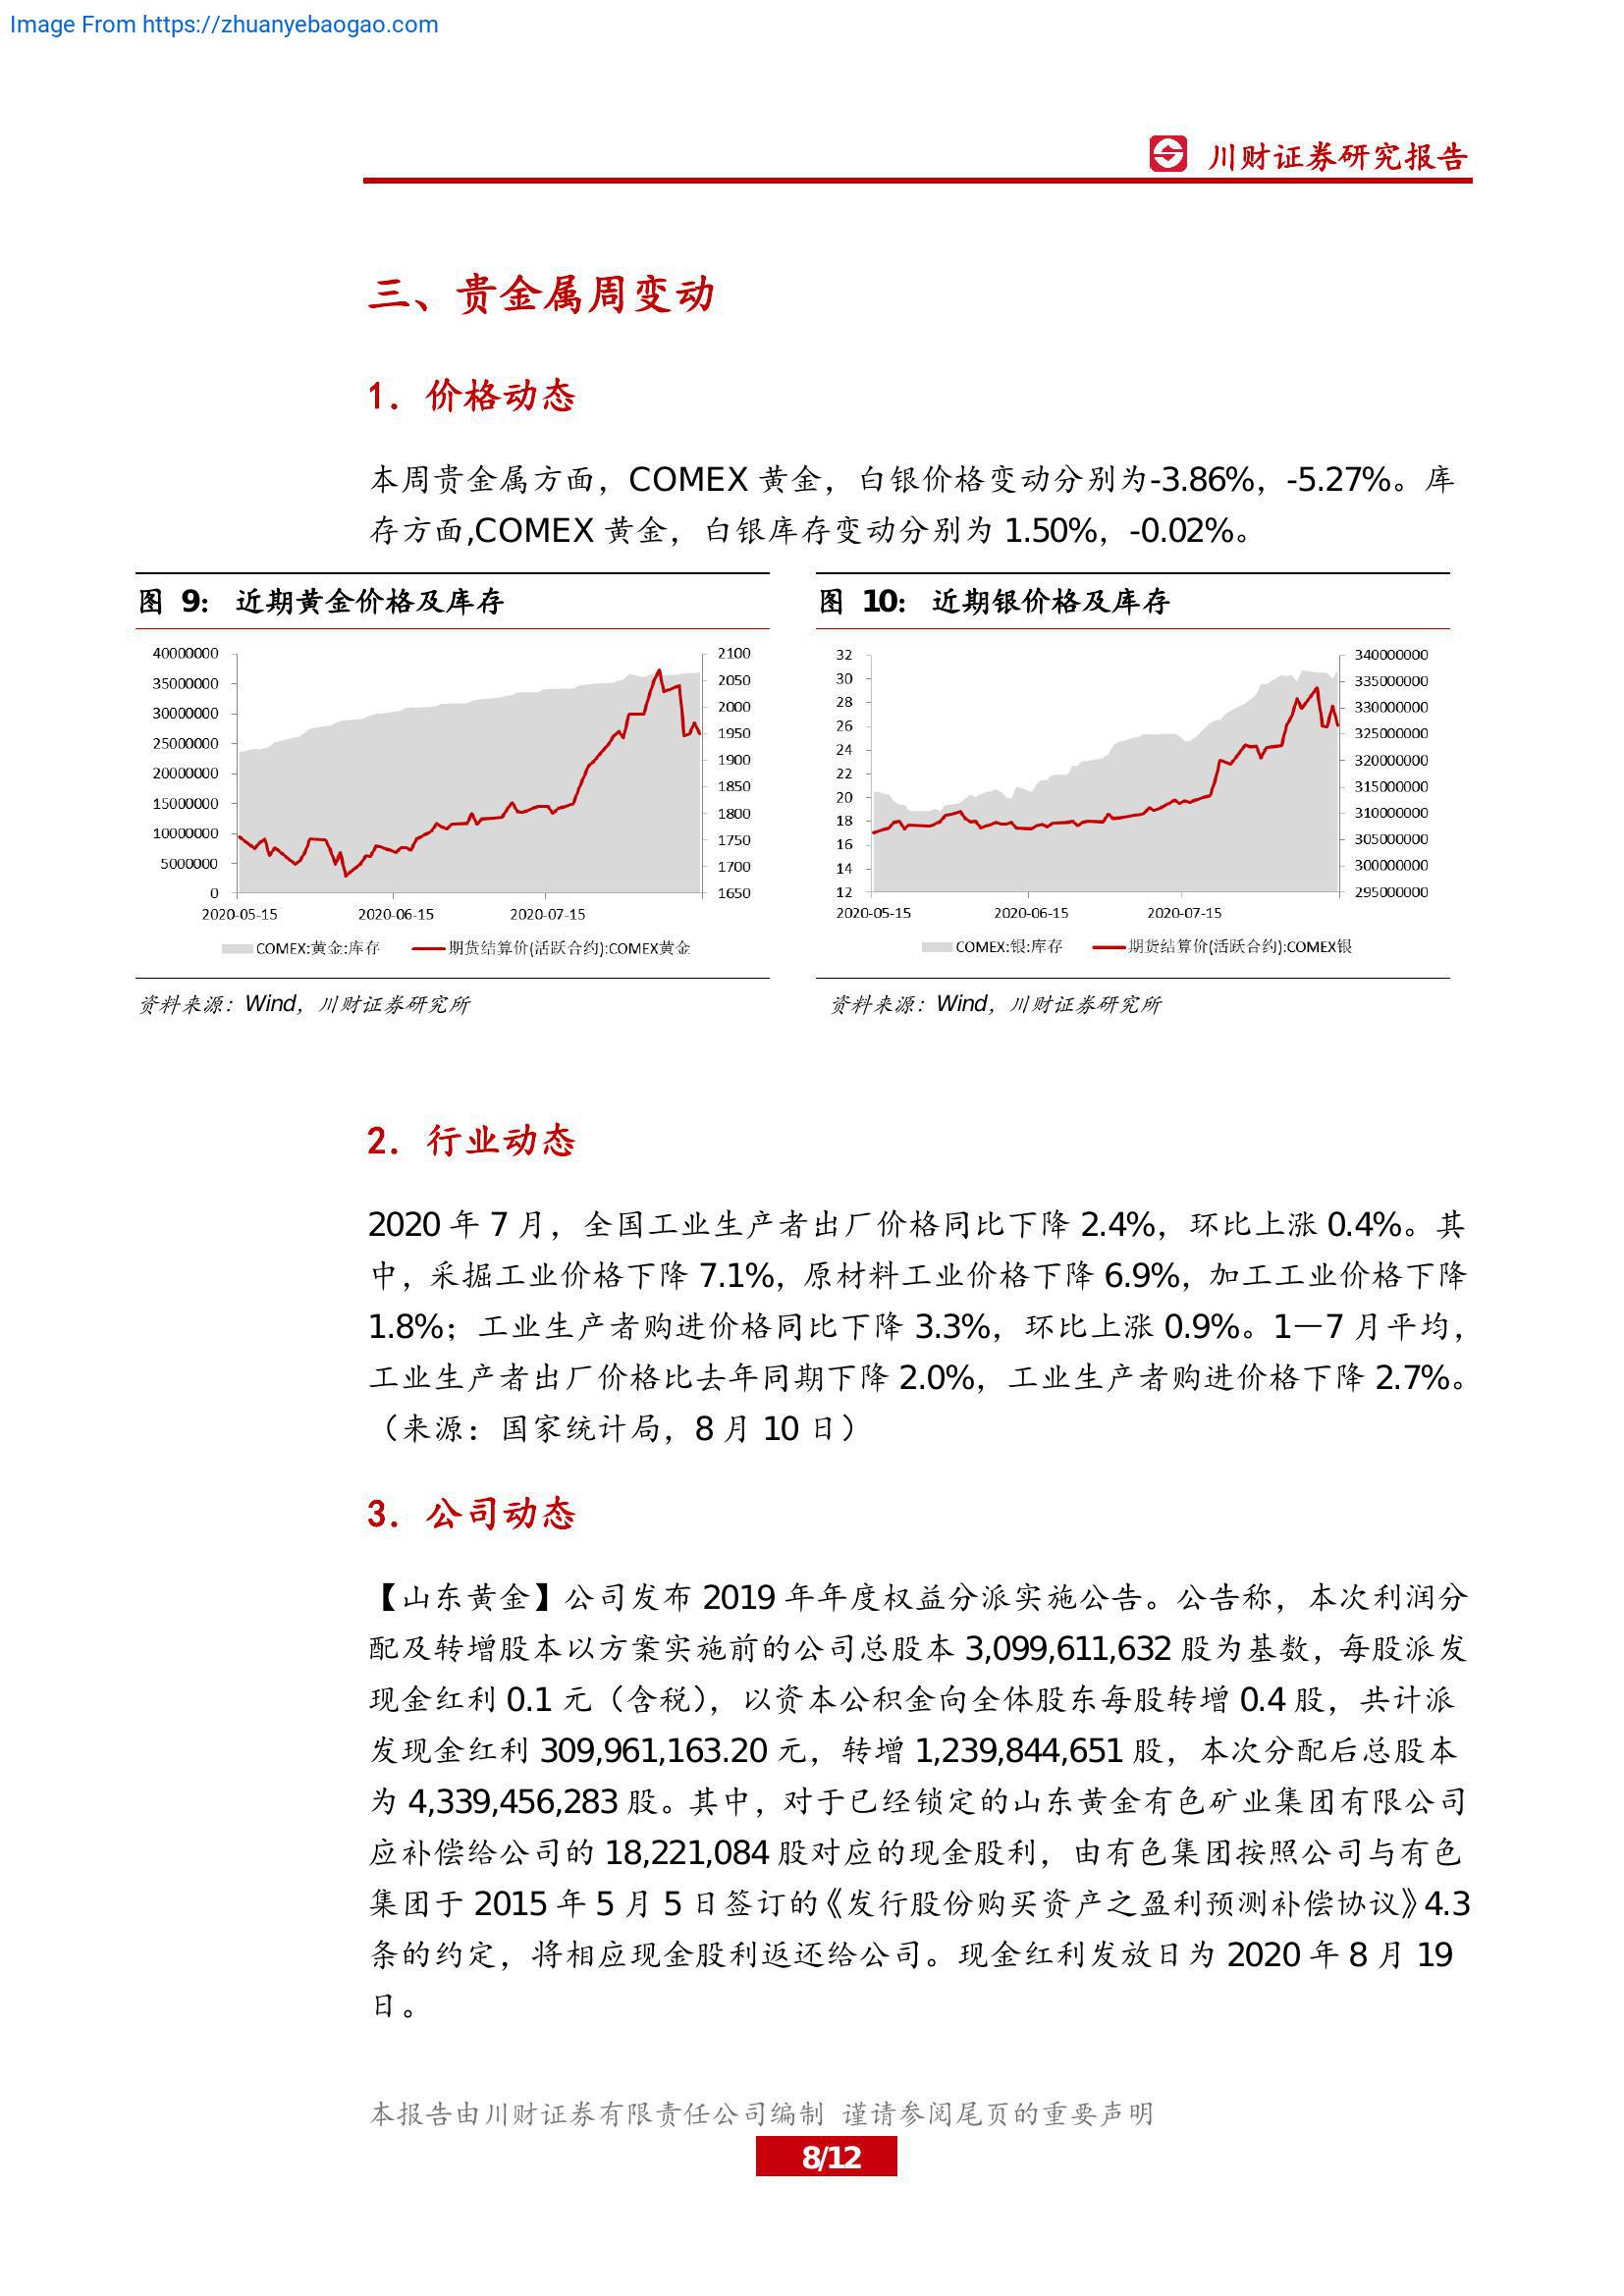 Image From https://zhuanyebaogao.com
川财证券研究报告
三、贵金属周变动
1. 价格动态
本周贵金属方面，COMEX 黄金，白银价格变动分别为-3.86%，-5.27%。库
存方面,COMEX 黄金，白银库存变动分别为 1.50%，-0.02%。
图 9: 近期黄金价格及库存
40000000
35000000
30000000
25000000
20000000
15000000
10000000
5000000
0
2100
2050
2000
1950
1900
1850
1800
1750
1700
1650
2020-05-15 2020-06-15 2020-07-15
COMEX:黄金:库存 期货结算价(活跃合约):COMEX黄金
资料来源：Wind，川财证券研究所
图 10: 近期银价格及库存
32
30
28
26
24
22
20
18
16
14
12
340000000
335000000
330000000
325000000
320000000
315000000
310000000
305000000
300000000
295000000
2020-05-15 2020-06-15 2020-07-15
COMEX:银:库存 期货结算价(活跃合约):COMEX银
资料来源：Wind，川财证券研究所
2. 行业动态
2020 年 7 月，全国工业生产者出厂价格同比下降 2.4%，环比上涨 0.4%。其
中，采掘工业价格下降 7.1%，原材料工业价格下降 6.9%，加工工业价格下降
1.8%；工业生产者购进价格同比下降 3.3%，环比上涨 0.9%。1—7 月平均，
工业生产者出厂价格比去年同期下降 2.0%，工业生产者购进价格下降 2.7%。
（来源：国家统计局，8 月 10 日）
3. 公司动态
【山东黄金】公司发布 2019 年年度权益分派实施公告。公告称，本次利润分
配及转增股本以方案实施前的公司总股本 3,099,611,632 股为基数，每股派发
现金红利 0.1 元（含税），以资本公积金向全体股东每股转增 0.4 股，共计派
发现金红利 309,961,163.20 元，转增 1,239,844,651 股，本次分配后总股本
为 4,339,456,283 股。其中，对于已经锁定的山东黄金有色矿业集团有限公司
应补偿给公司的 18,221,084 股对应的现金股利，由有色集团按照公司与有色
集团于 2015 年 5 月 5 日签订的《发行股份购买资产之盈利预测补偿协议》4.3
条的约定，将相应现金股利返还给公司。现金红利发放日为 2020 年 8 月 19
日。
本报告由川财证券有限责任公司编制 谨请参阅尾页的重要声明
8/12